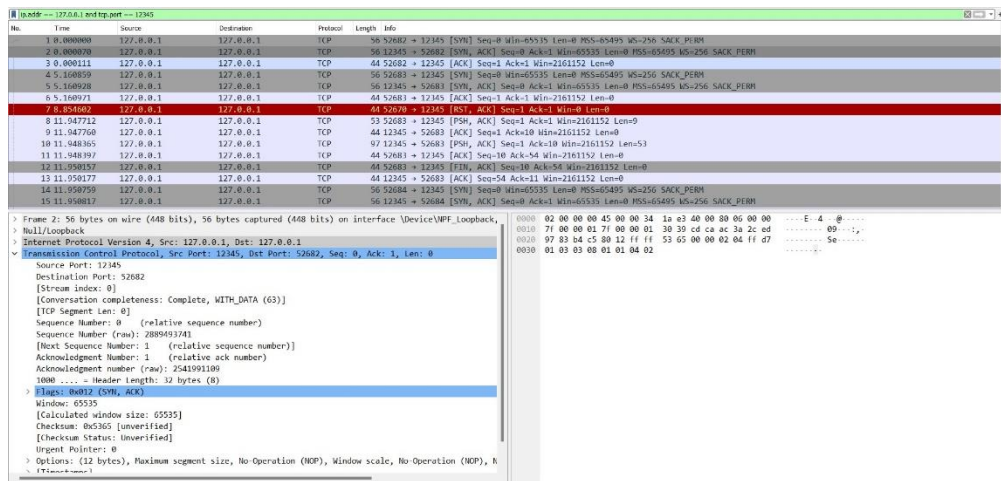 ip.addr == 127.0.0.1 and tcp.port == 12345
No. Time Source Destination Protocol Length Info
1 0.000000 127.0.0.1 127.0.0.1 TCP 56 52682 → 12345 [SYN] Seq=0 Win=65535 Len=0 MSS=65495 WS=256 SACK_PERM
2 0.000070 127.0.0.1 127.0.0.1 TCP 56 12345 → 52682 [SYN, ACK] Seq=0 Ack=1 Win=65535 Len=0 MSS=65495 WS=256 SACK_PERM
3 0.000111 127.0.0.1 127.0.0.1 TCP 44 52682 → 12345 [ACK] Seq=1 Ack=1 Win=2161152 Len=0
4 5.160859 127.0.0.1 127.0.0.1 TCP 56 52683 → 12345 [SYN] Seq=0 Win=65535 Len=0 MSS=65495 WS=256 SACK_PERM
5 5.160928 127.0.0.1 127.0.0.1 TCP 56 12345 → 52683 [SYN, ACK] Seq=0 Ack=1 Win=65535 Len=0 MSS=65495 WS=256 SACK_PERM
6 5.160971 127.0.0.1 127.0.0.1 TCP 44 52683 → 12345 [ACK] Seq=1 Ack=1 Win=2161152 Len=0
7 8.854602 127.0.0.1 127.0.0.1 TCP 44 52670 → 12345 [RST, ACK] Seq=1 Ack=1 Win=0 Len=0
8 11.947712 127.0.0.1 127.0.0.1 TCP 53 52683 → 12345 [PSH, ACK] Seq=1 Ack=1 Win=2161152 Len=9
9 11.947760 127.0.0.1 127.0.0.1 TCP 44 12345 → 52683 [ACK] Seq=1 Ack=10 Win=2161152 Len=0
10 11.948365 127.0.0.1 127.0.0.1 TCP 97 12345 → 52683 [PSH, ACK] Seq=1 Ack=10 Win=2161152 Len=53
11 11.948397 127.0.0.1 127.0.0.1 TCP 44 52683 → 12345 [ACK] Seq=10 Ack=54 Win=2161152 Len=0
12 11.950157 127.0.0.1 127.0.0.1 TCP 44 52683 → 12345 [FIN, ACK] Seq=10 Ack=54 Win=2161152 Len=0
13 11.950177 127.0.0.1 127.0.0.1 TCP 44 12345 → 52683 [ACK] Seq=54 Ack=11 Win=2161152 Len=0
14 11.950759 127.0.0.1 127.0.0.1 TCP 56 52684 → 12345 [SYN] Seq=0 Win=65535 Len=0 MSS=65495 WS=256 SACK_PERM
15 11.950817 127.0.0.1 127.0.0.1 TCP 56 12345 → 52684 [SYN, ACK] Seq=0 Ack=1 Win=65535 Len=0 MSS=65495 WS=256 SACK_PERM
Frame 2: 56 bytes on wire (448 bits), 56 bytes captured (448 bits) on interface \Device\NPF_Loopback,
Null/Loopback
Internet Protocol Version 4, Src: 127.0.0.1, Dst: 127.0.0.1
Transmission Control Protocol, Src Port: 12345, Dst Port: 52682, Seq: 0, Ack: 1, Len: 0
Source Port: 12345
Destination Port: 52682
[Stream index: 0]
[Conversation completeness: Complete, WITH_DATA (63)]
[TCP Segment Len: 0]
Sequence Number: 0 (relative sequence number)
Sequence Number (raw): 2889493741
[Next Sequence Number: 1 (relative sequence number)]
Acknowledgment Number: 1 (relative ack number)
Acknowledgment number (raw): 2541991109
1000 .... = Header Length: 32 bytes (8)
Flags: 0x012 (SYN, ACK)
Window: 65535
[Calculated window size: 65535]
Checksum: 0x5365 [unverified]
[Checksum Status: Unverified]
Urgent Pointer: 0
Options: (12 bytes), Maximum segment size, No-Operation (NOP), Window scale, No-Operation (NOP), N
[Timestamps]
0000 02 00 00 00 45 00 00 34 1a e3 40 00 80 06 00 00 ····E··4 ··@·····
0010 7f 00 00 01 7f 00 00 01 30 39 cd ca ac 3a 2c ed ········ 09···:,·
0020 97 83 b4 c5 80 12 ff ff 53 65 00 00 02 04 ff d7 ········ Se······
0030 01 03 03 08 01 01 04 02 ········